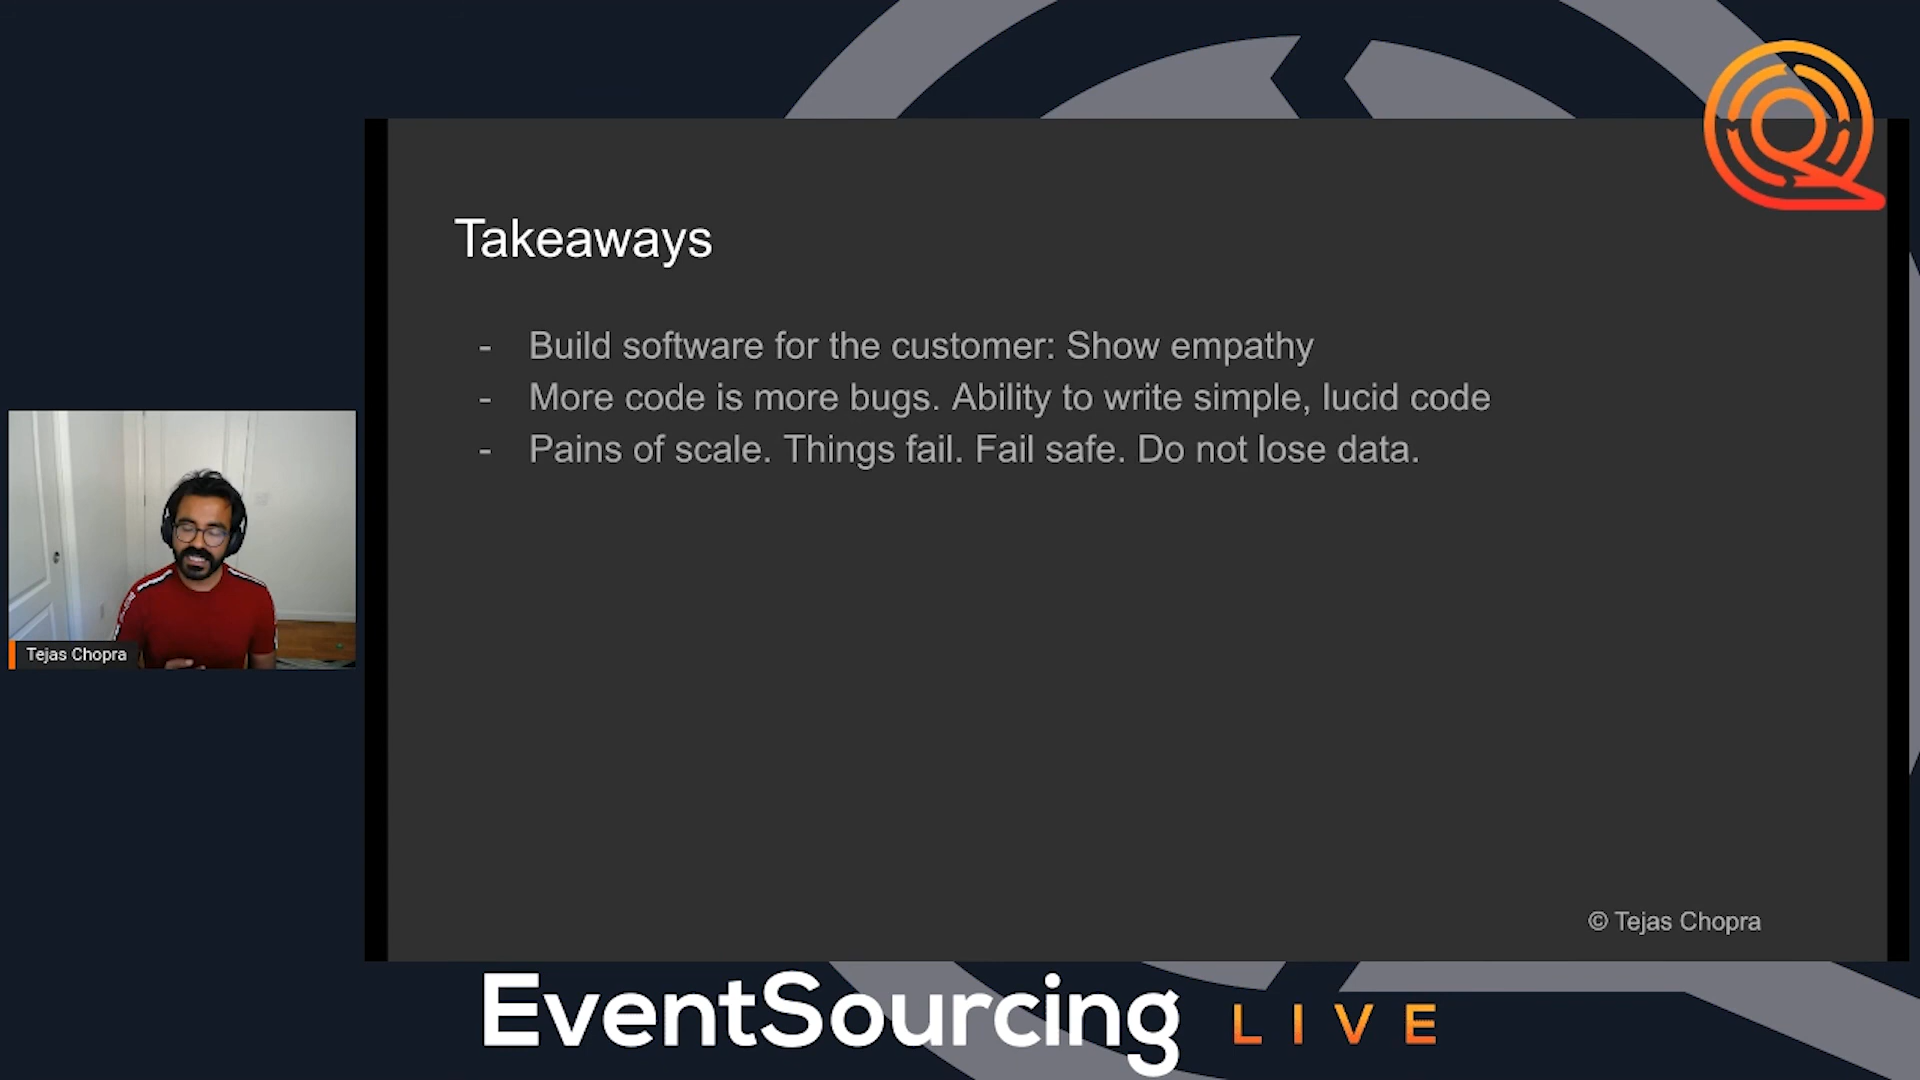 Takeaways
- Build software for the customer: Show empathy
- More code is more bugs. Ability to write simple, lucid code
- Pains of scale. Things fail. Fail safe. Do not lose data.
Tejas Chopra
© Tejas Chopra
EventSourcing LIVE